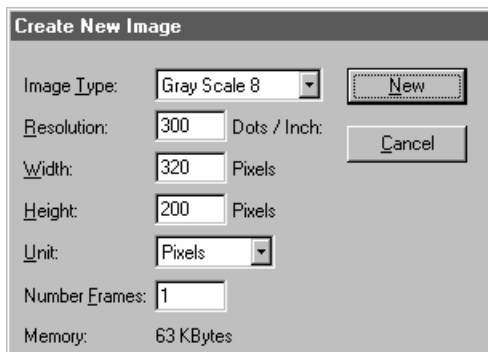 Create New Image
Image Type: Gray Scale 8 New
Resolution: 300 Dots / Inch:
Cancel
Width: 320 Pixels
Height: 200 Pixels
Unit: Pixels
Number Frames: 1
Memory: 63 KBytes